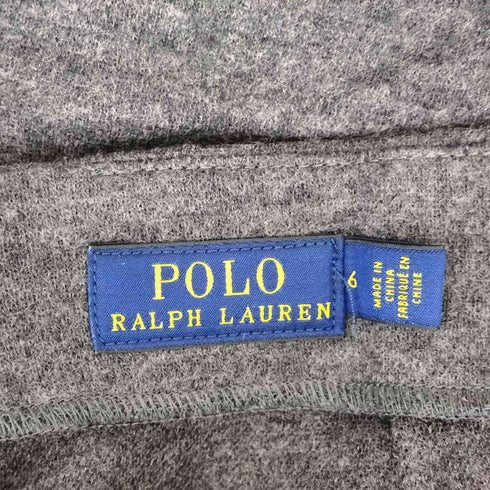 POLO
RALPH LAUREN
6
MADE IN
CHINA
FABRIQUÉ EN
CHINE